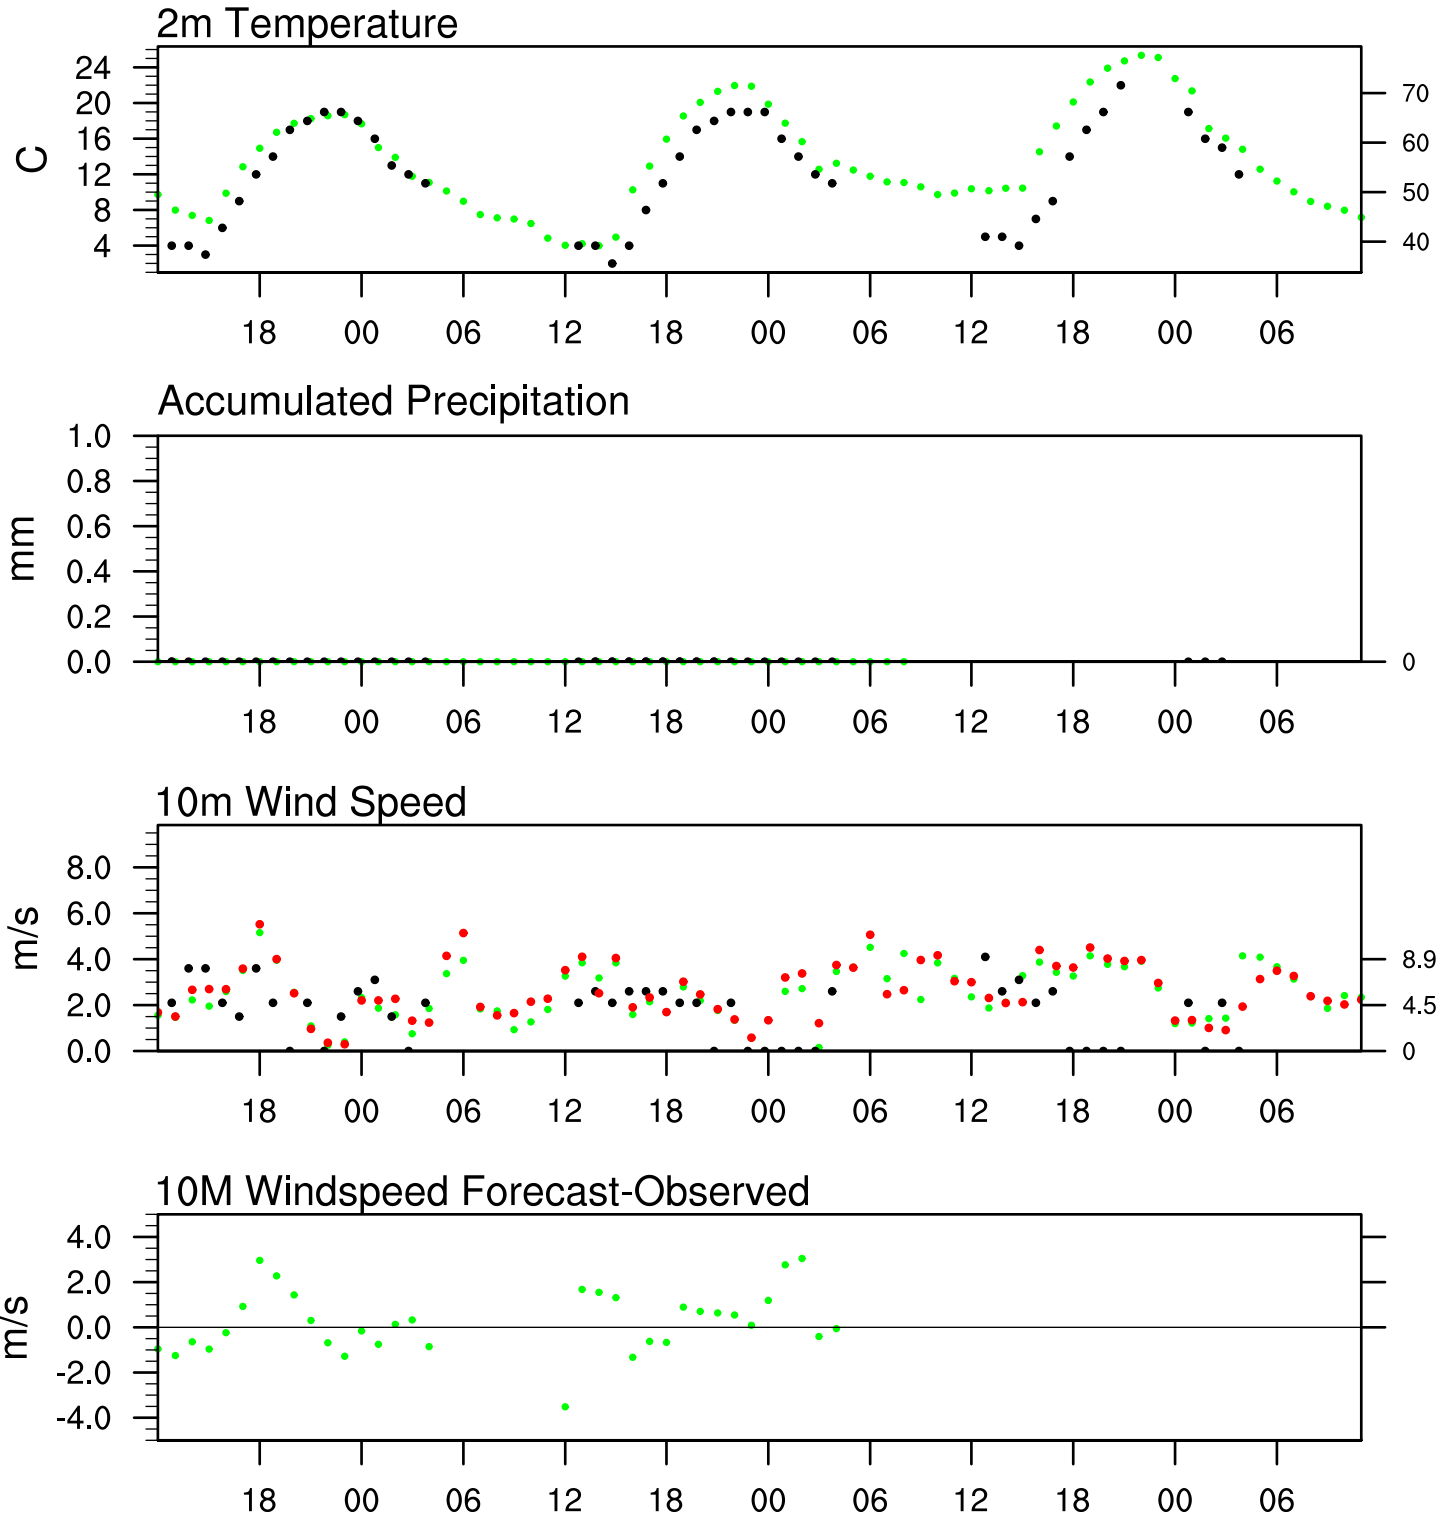 2m Temperature
C
24
20
16
12
8
4
70
60
50
40
18 00 06 12 18 00 06 12 18 00 06
Accumulated Precipitation
mm
1.0
0.8
0.6
0.4
0.2
0.0
0
18 00 06 12 18 00 06 12 18 00 06
10m Wind Speed
m/s
8.0
6.0
4.0
2.0
0.0
8.9
4.5
0
18 00 06 12 18 00 06 12 18 00 06
10M Windspeed Forecast-Observed
m/s
4.0
2.0
0.0
-2.0
-4.0
18 00 06 12 18 00 06 12 18 00 06